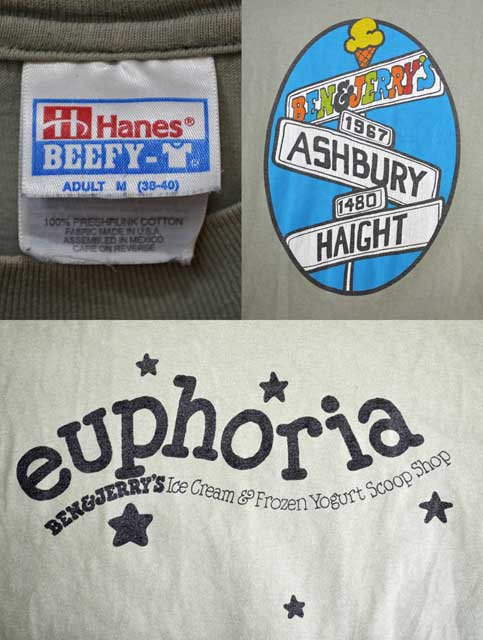 Hanes®
BEEFY-T
ADULT M (38-40)
100% PRESHRUNK COTTON
FABRIC MADE IN U.S.A
ASSEMBLED IN MEXICO
CARE ON REVERSE
BEN&JERRY'S
1967
ASHBURY
1480
HAIGHT
euphoria
BEN&JERRY'S Ice Cream & Frozen Yogurt Scoop Shop